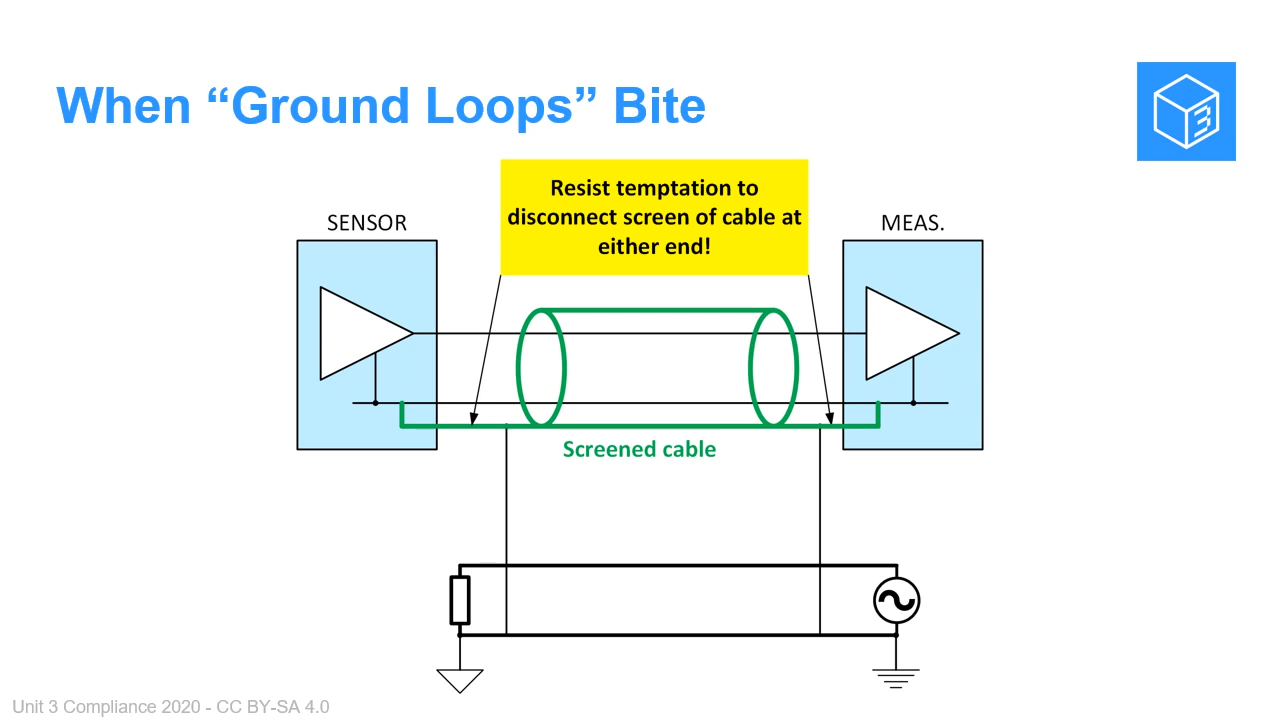 When “Ground Loops” Bite
3
Resist temptation to
disconnect screen of cable at
either end!
SENSOR
MEAS.
Screened cable
Unit 3 Compliance 2020 - CC BY-SA 4.0